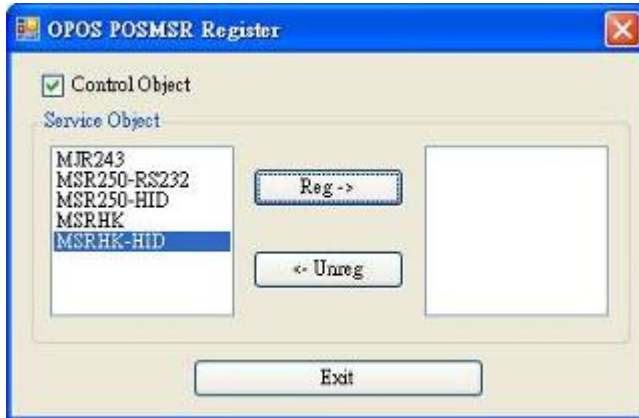 OPOS POSMSR Register
Control Object
Service Object
MJR243
MSR250-RS232
MSR250-HID
MSRHK
MSRHK-HID
Reg ->
<- Unreg
Exit